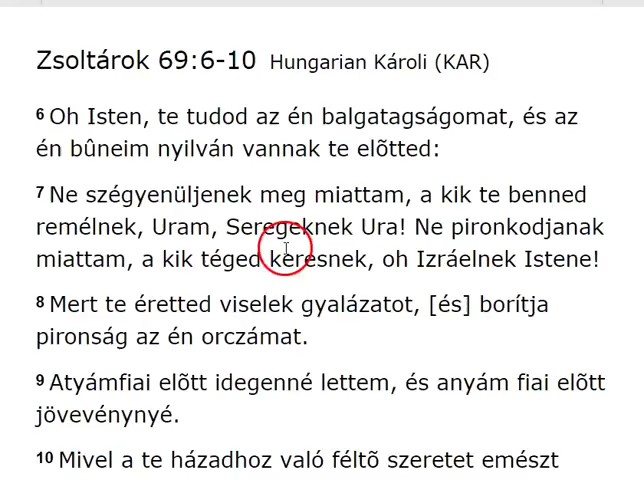 Zsoltárok 69:6-10 Hungarian Károli (KAR)
6 Oh Isten, te tudod az én balgatagságomat, és az
én bûneim nyilván vannak te elõtted:
7 Ne szégyenüljenek meg miattam, a kik te benned
remélnek, Uram, Seregeknek Ura! Ne pironkodjanak
miattam, a kik téged keresnek, oh Izráelnek Istene!
8 Mert te éretted viselek gyalázatot, [és] borítja
pironság az én orczámat.
9 Atyámfiai elõtt idegenné lettem, és anyám fiai elõtt
jövevénynyé.
10 Mivel a te házadhoz való féltõ szeretet emészt